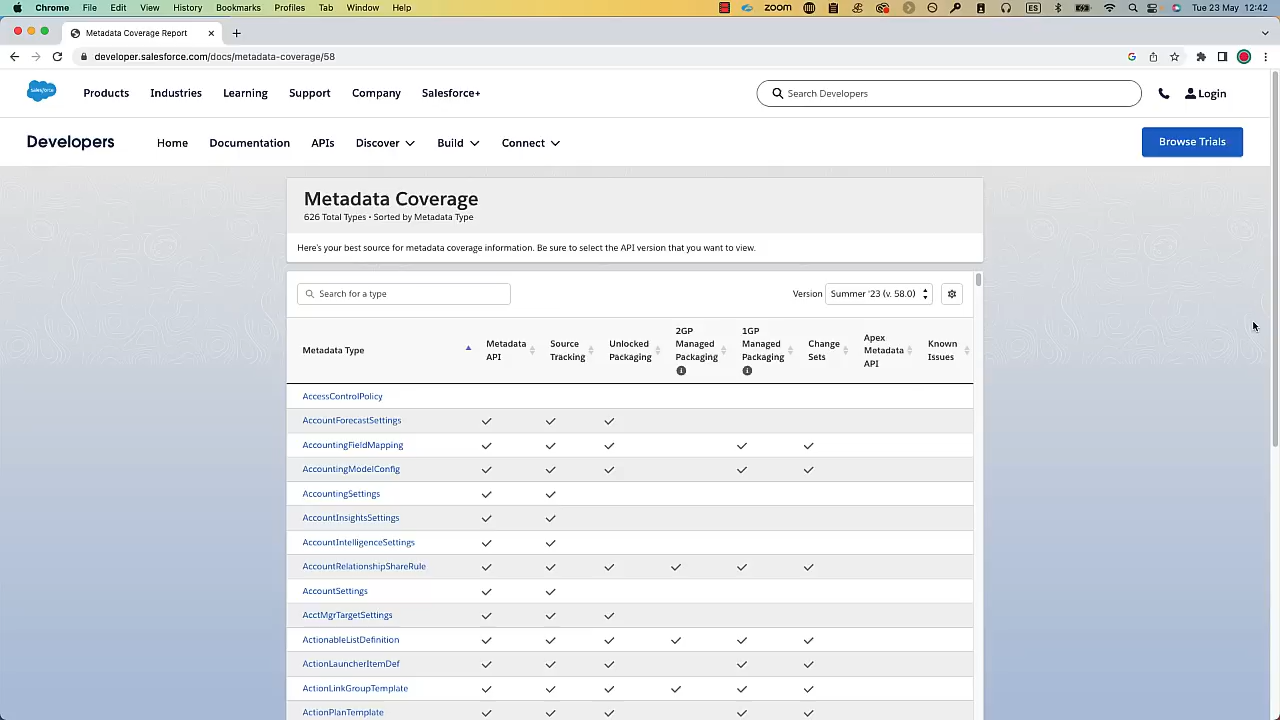 Chrome File Edit View History Bookmarks Profiles Tab Window Help zoom ES Tue 23 May 12:42
Metadata Coverage Report
developer.salesforce.com/docs/metadata-coverage/58
salesforce Products Industries Learning Support Company Salesforce+ Search Developers Login
Developers Home Documentation APIs Discover Build Connect Browse Trials
Metadata Coverage
626 Total Types • Sorted by Metadata Type
Here's your best source for metadata coverage information. Be sure to select the API version that you want to view.
Search for a type Version Summer '23 (v. 58.0)
Metadata Type
Metadata API
Source Tracking
Unlocked Packaging
2GP Managed Packaging
1GP Managed Packaging
Change Sets
Apex Metadata API
Known Issues
AccessControlPolicy
AccountForecastSettings
AccountingFieldMapping
AccountingModelConfig
AccountingSettings
AccountInsightsSettings
AccountIntelligenceSettings
AccountRelationshipShareRule
AccountSettings
AcctMgrTargetSettings
ActionableListDefinition
ActionLauncherItemDef
ActionLinkGroupTemplate
ActionPlanTemplate